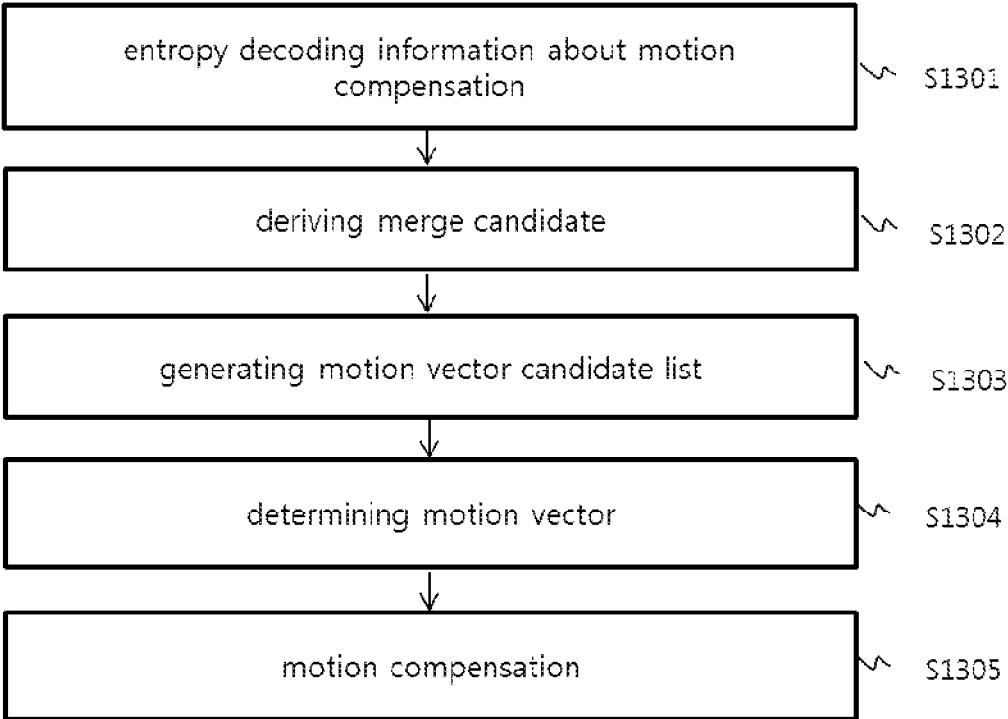 entropy decoding information about motion
compensation
S1301
deriving merge candidate
S1302
generating motion vector candidate list
S1303
determining motion vector
S1304
motion compensation
S1305